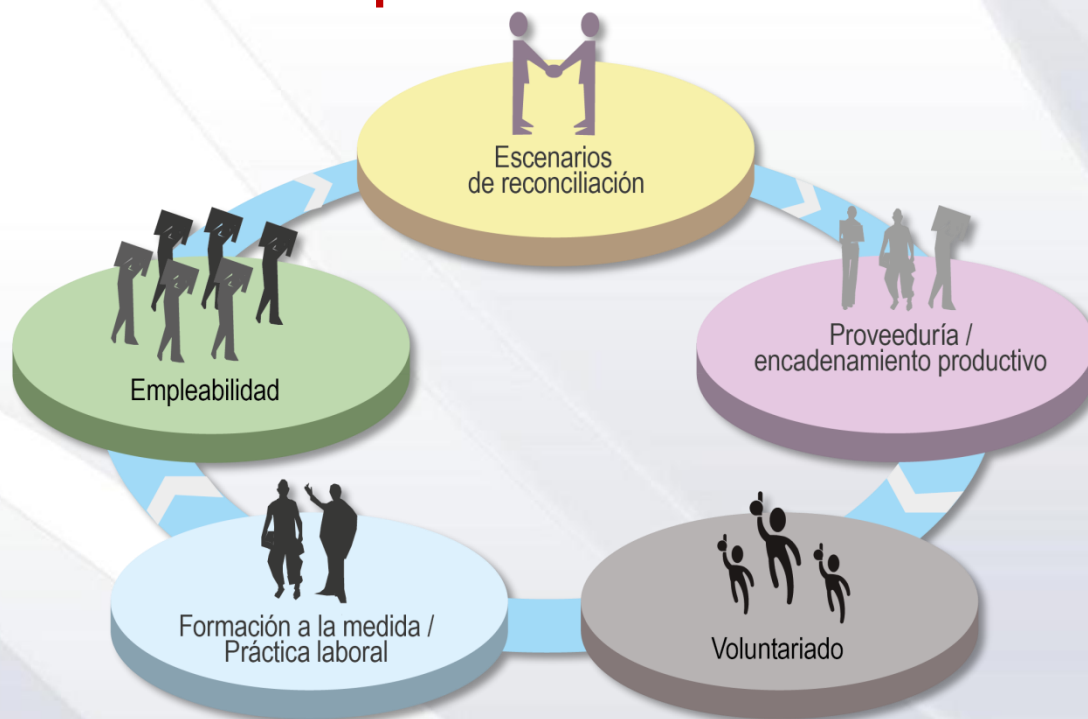 Escenarios
de reconciliación
Proveeduría /
encadenamiento productivo
Empleabilidad
Formación a la medida /
Práctica laboral
Voluntariado